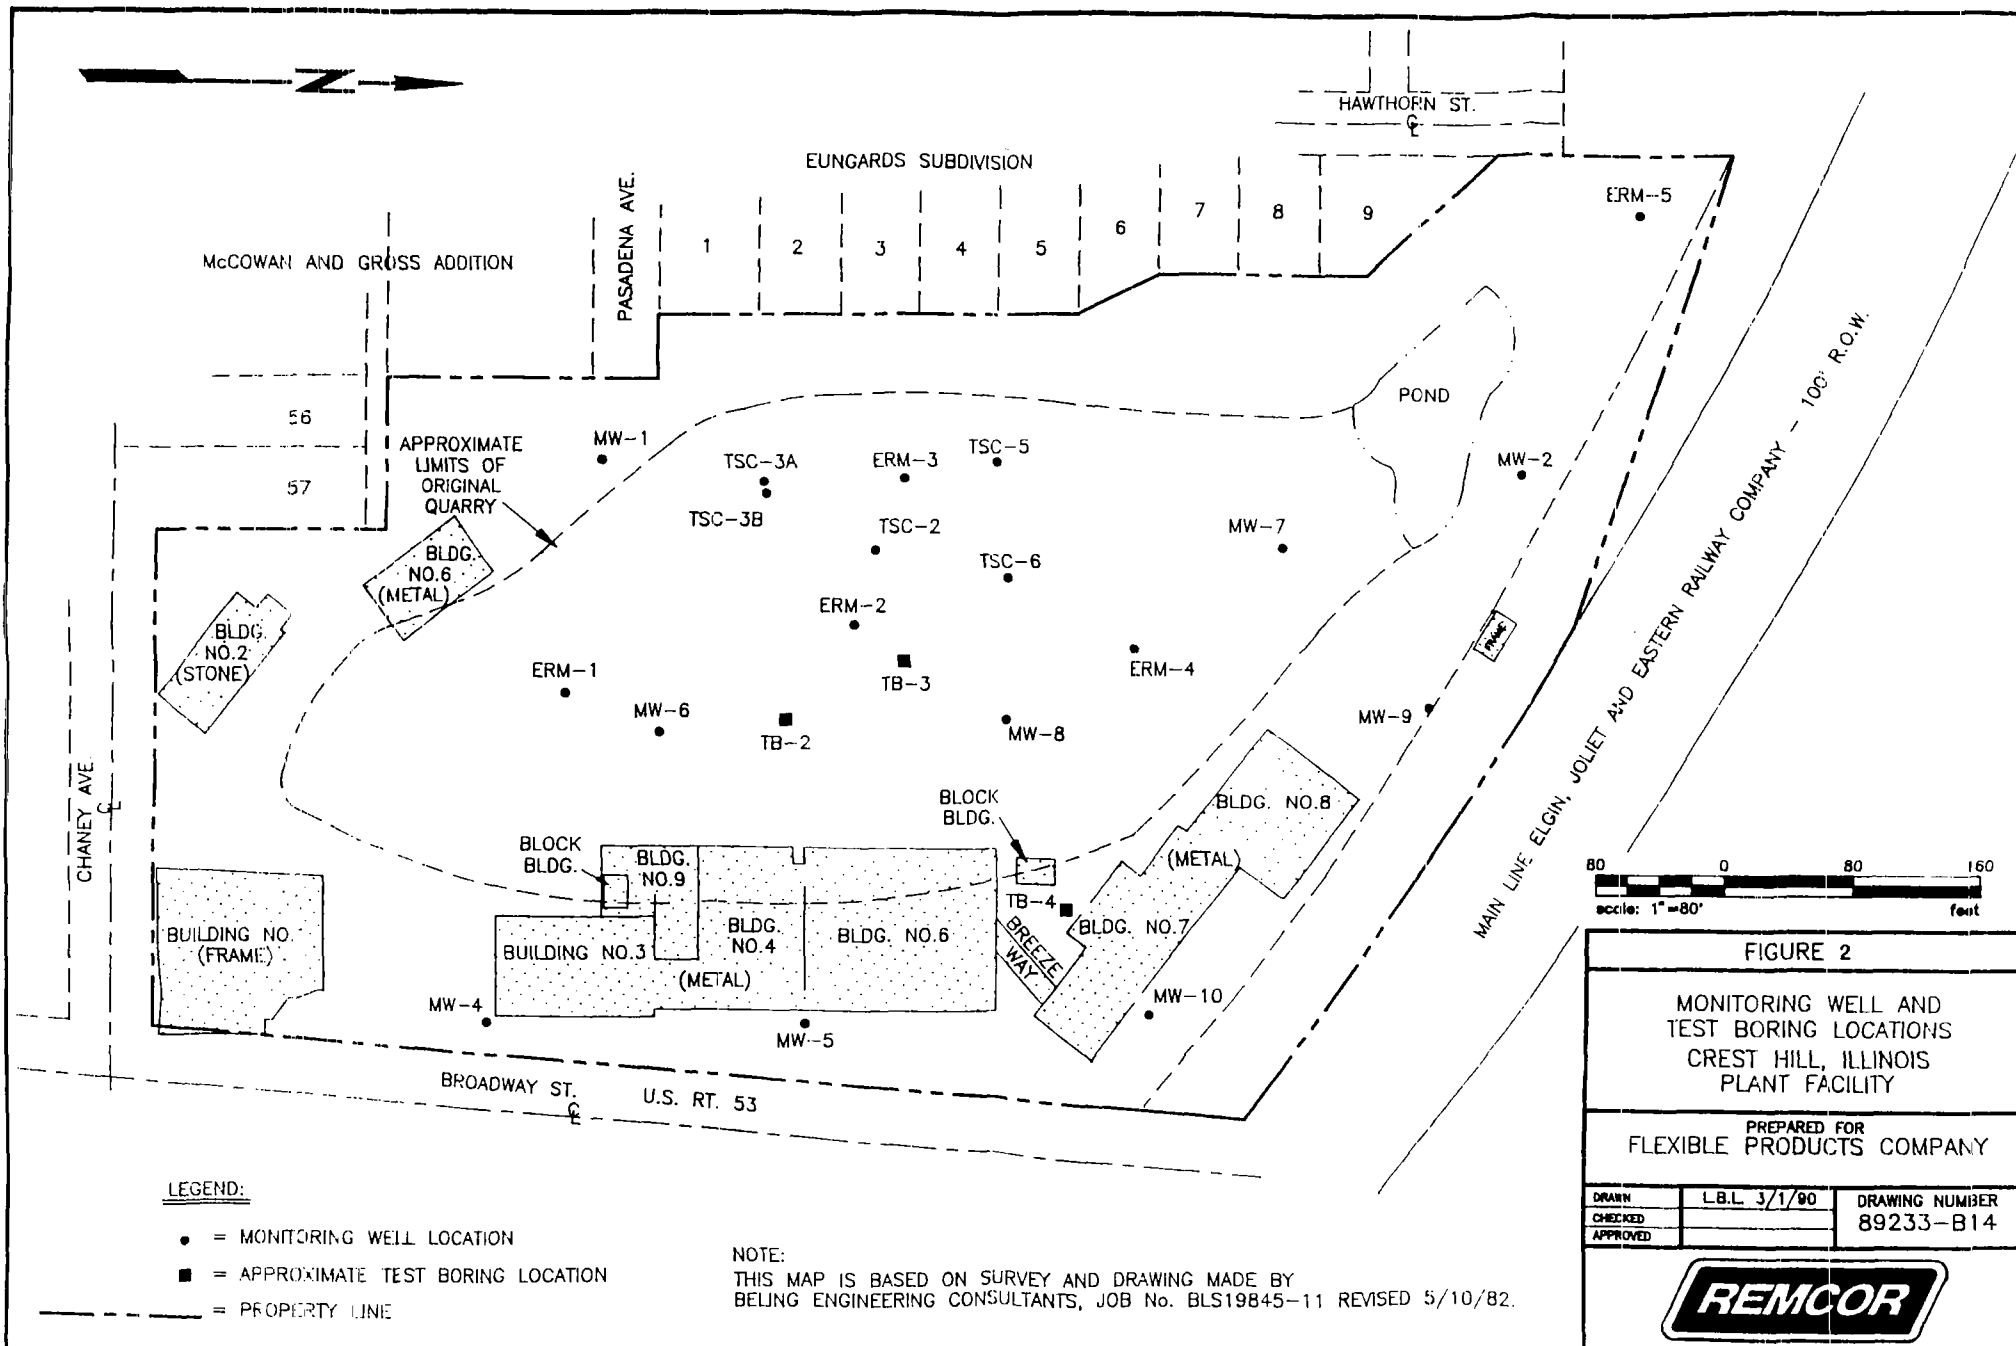 N
HAWTHORN ST.
C
L
EUNGARDS SUBDIVISION
ERM-5
PASADENA AVE.
McCOWAN AND GROSS ADDITION
1
2
3
4
5
6
7
8
9
56
57
APPROXIMATE
LIMITS OF
ORIGINAL
QUARRY
MW-1
TSC-3A
TSC-3B
ERM-3
TSC-5
TSC-2
TSC-6
POND
MW-2
MW-7
BLDG.
NO.6
(METAL)
BLDG.
NO.2
(STONE)
ERM-2
ERM-1
TB-3
ERM-4
MW-6
TB-2
MW-8
MW-9
FRAME
MAIN LINE ELGIN, JOLIET AND EASTERN RAILWAY COMPANY - 100' R.O.W.
CHANEY AVE.
C
L
BLOCK
BLDG.
BLOCK
BLDG.
BLDG.
NO.9
BLDG. NO.8
(METAL)
TB-4
BLDG. NO.7
BREEZE
WAY
BUILDING NO.
(FRAME)
BUILDING NO.3
BLDG.
NO.4
(METAL)
BLDG. NO.6
MW-4
MW-5
MW-10
BROADWAY ST.
C
L
U.S. RT. 53
80 0 80 160
scale: 1"=80' feet
FIGURE 2
MONITORING WELL AND
TEST BORING LOCATIONS
CREST HILL, ILLINOIS
PLANT FACILITY
PREPARED FOR
FLEXIBLE PRODUCTS COMPANY
DRAWN L.B.L. 3/1/90
CHECKED
APPROVED
DRAWING NUMBER
89233-B14
REMCOR
LEGEND:
= MONITORING WELL LOCATION
= APPROXIMATE TEST BORING LOCATION
= PROPERTY LINE
NOTE:
THIS MAP IS BASED ON SURVEY AND DRAWING MADE BY
BELING ENGINEERING CONSULTANTS, JOB No. BLS19845-11 REVISED 5/10/82.